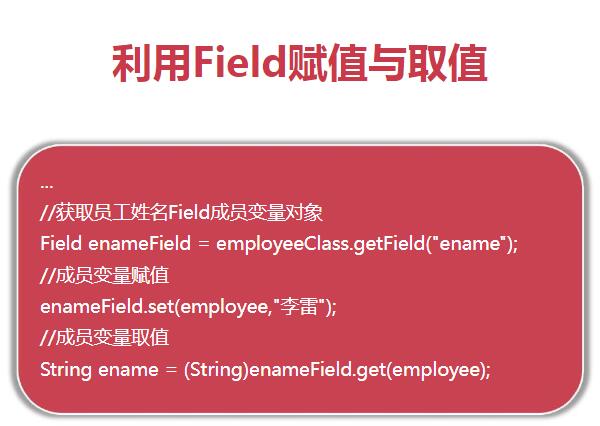 利用Field赋值与取值
...
//获取员工姓名Field成员变量对象
Field enameField = employeeClass.getField("ename");
//成员变量赋值
enameField.set(employee,"李雷");
//成员变量取值
String ename = (String)enameField.get(employee);